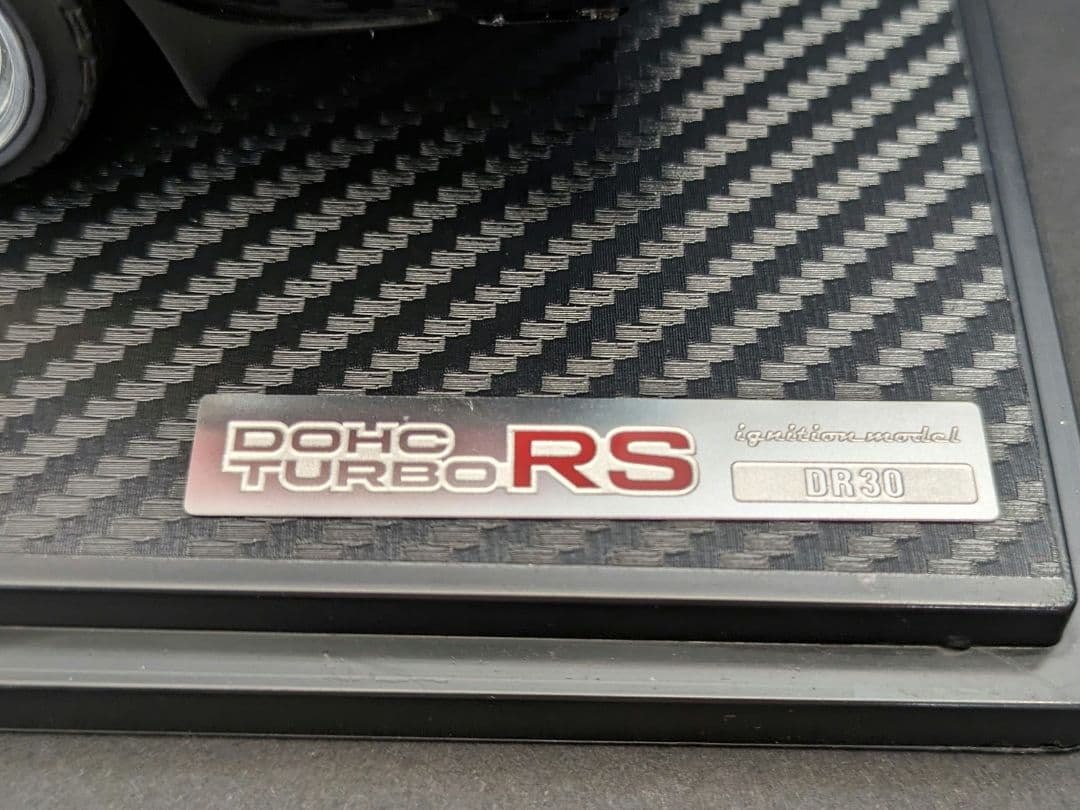 DOHC
TURBO RS
ignition model
DR30